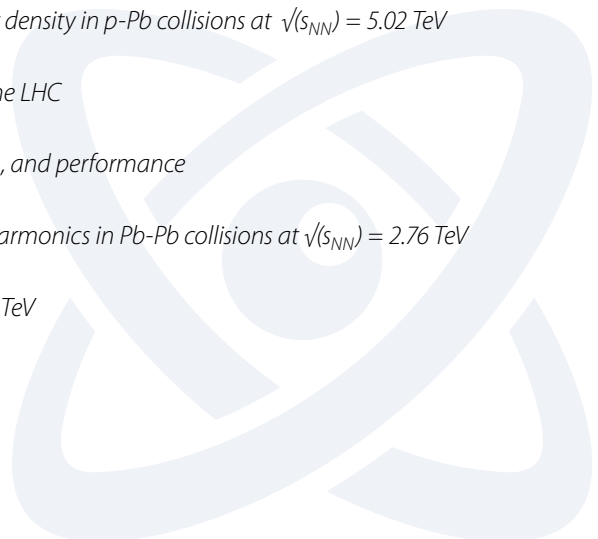 density in p-Pb collisions at √(sNN) = 5.02 TeV
LHC
, and performance
armonics in Pb-Pb collisions at √(sNN) = 2.76 TeV
TeV